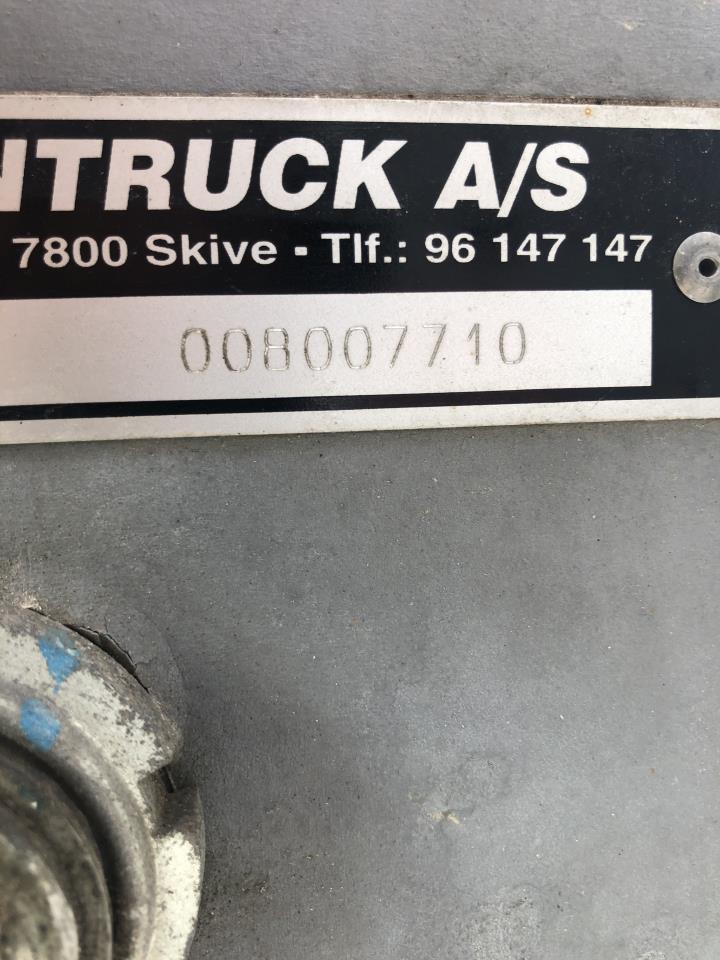 NTRUCK A/S
7800 Skive · Tlf.: 96 147 147
008007710